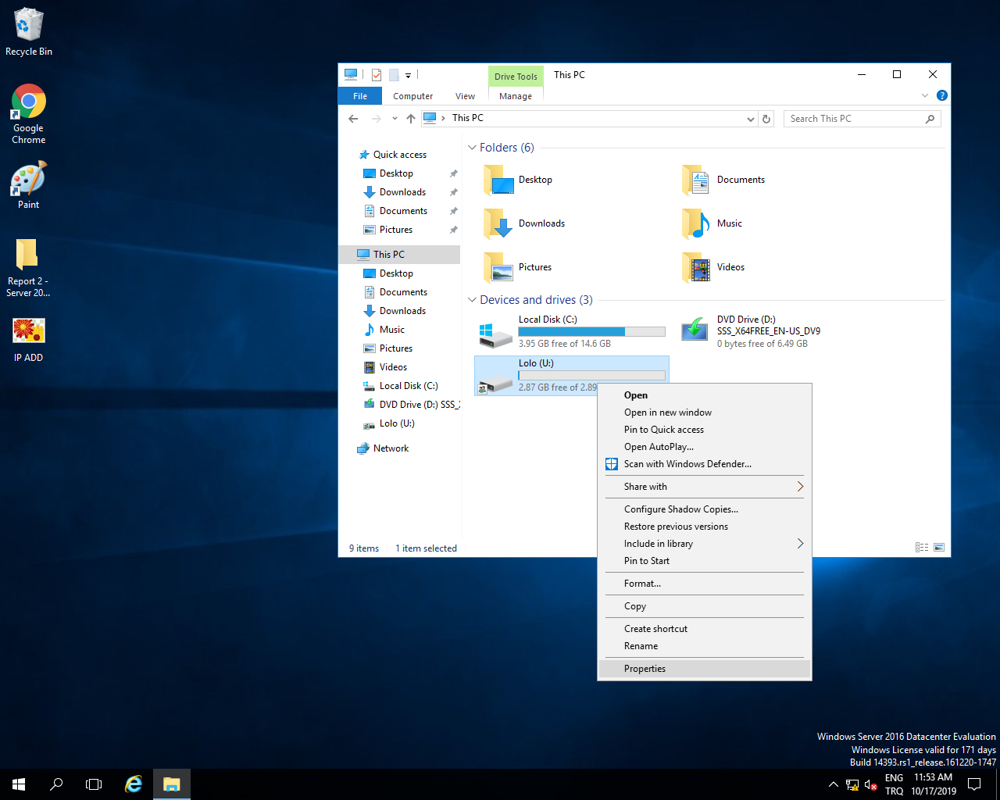 Recycle Bin
Google
Chrome
Paint
Report 2 -
Server 20...
IP ADD
Drive Tools
This PC
File
Computer
View
Manage
This PC
Search This PC
Quick access
Desktop
Downloads
Documents
Pictures
This PC
Desktop
Documents
Downloads
Music
Pictures
Videos
Local Disk (C:)
DVD Drive (D:) SSS_
Lolo (U:)
Network
Folders (6)
Desktop
Documents
Downloads
Music
Pictures
Videos
Devices and drives (3)
Local Disk (C:)
3.95 GB free of 14.6 GB
DVD Drive (D:)
SSS_X64FREE_EN-US_DV9
0 bytes free of 6.49 GB
Lolo (U:)
2.87 GB free of 2.89
Open
Open in new window
Pin to Quick access
Open AutoPlay...
Scan with Windows Defender...
Share with
Configure Shadow Copies...
Restore previous versions
Include in library
Pin to Start
Format...
Copy
Create shortcut
Rename
Properties
9 items
1 item selected
Windows Server 2016 Datacenter Evaluation
Windows License valid for 171 days
Build 14393.rs1_release.161220-1747
ENG
TRQ
11:53 AM
10/17/2019